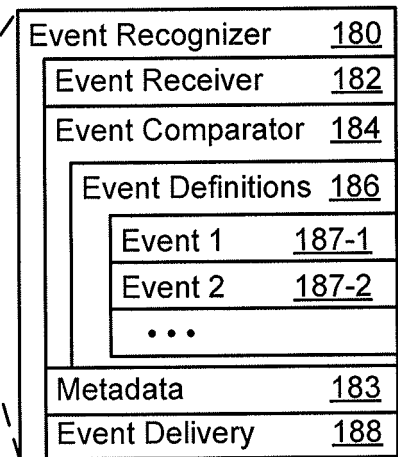 Event Recognizer 180
Event Receiver 182
Event Comparator 184
Event Definitions 186
Event 1 187-1
Event 2 187-2
• • •
Metadata 183
Event Delivery 188